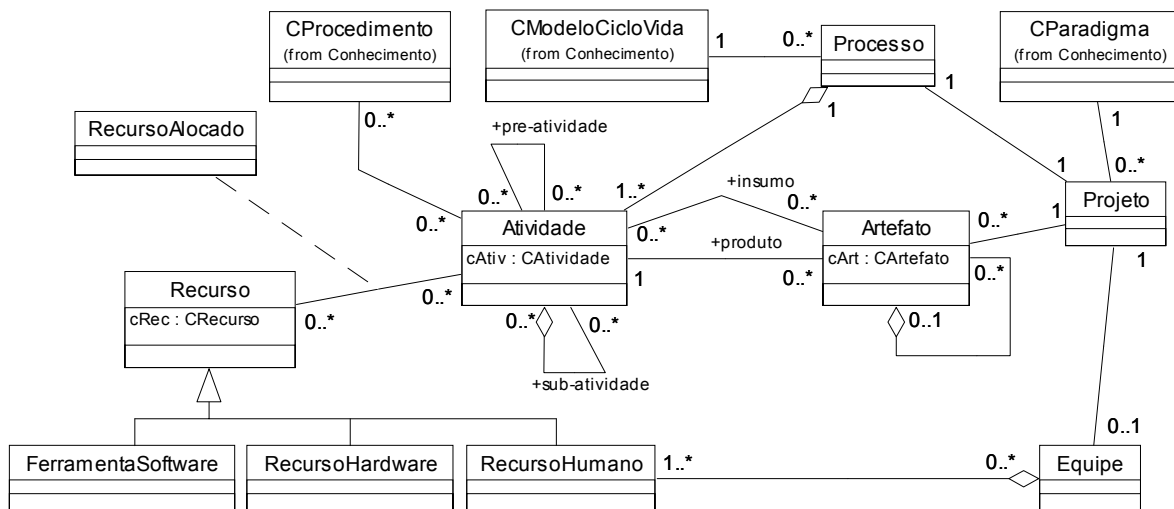 CProcedimento
(from Conhecimento)
CModeloCicloVida
(from Conhecimento)
1
0..*
Processo
CParadigma
(from Conhecimento)
1
1
1
0..*
RecursoAlocado
+pre-atividade
0..*
0..*
0..*
1..*
+insumo
0..*
1
0..*
Projeto
1
0..*
Atividade
cAtiv : CAtividade
0..*
+produto
1
0..*
Artefato
cArt : CArtefato
0..*
0..*
1
Recurso
cRec : CRecurso
0..*
0..*
0..*
0..*
+sub-atividade
0..1
0..1
FerramentaSoftware
RecursoHardware
RecursoHumano
1..*
0..*
Equipe